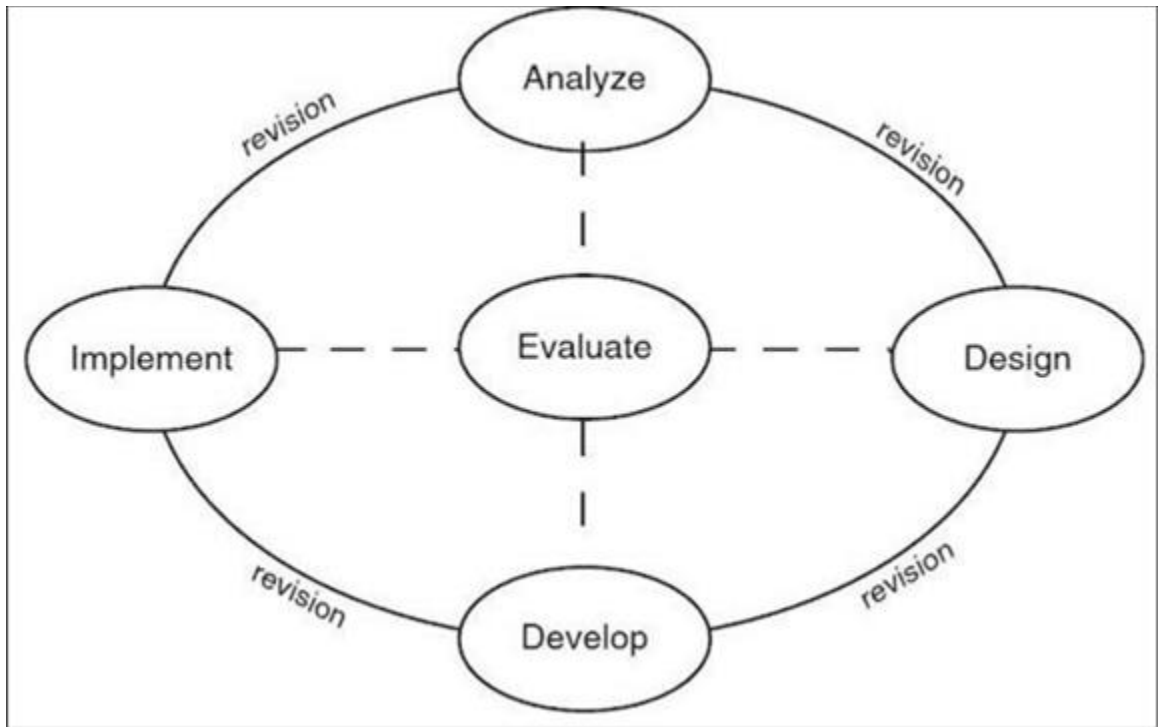 Analyze
revision
revision
Implement
Evaluate
Design
revision
revision
Develop